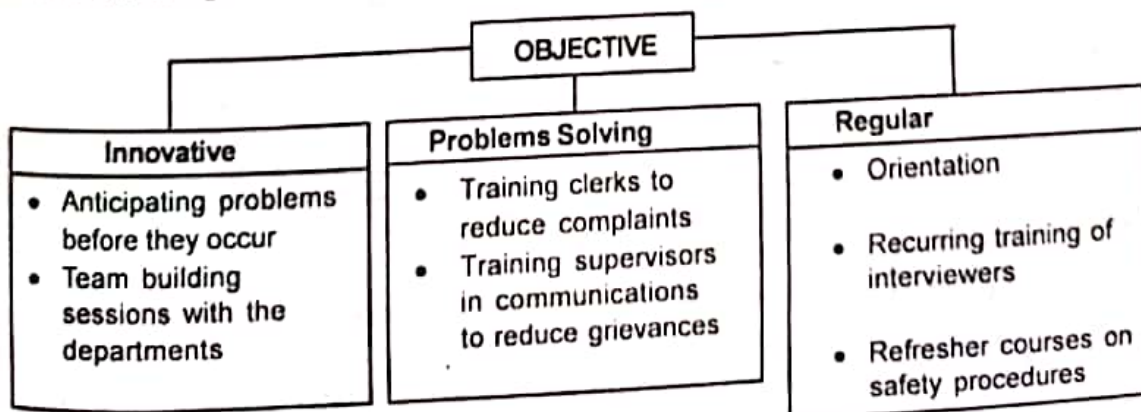 OBJECTIVE
Innovative
• Anticipating problems
before they occur
• Team building
sessions with the
departments
Problems Solving
• Training clerks to
reduce complaints
• Training supervisors
in communications
to reduce grievances
Regular
• Orientation
• Recurring training of
interviewers
• Refresher courses on
safety procedures